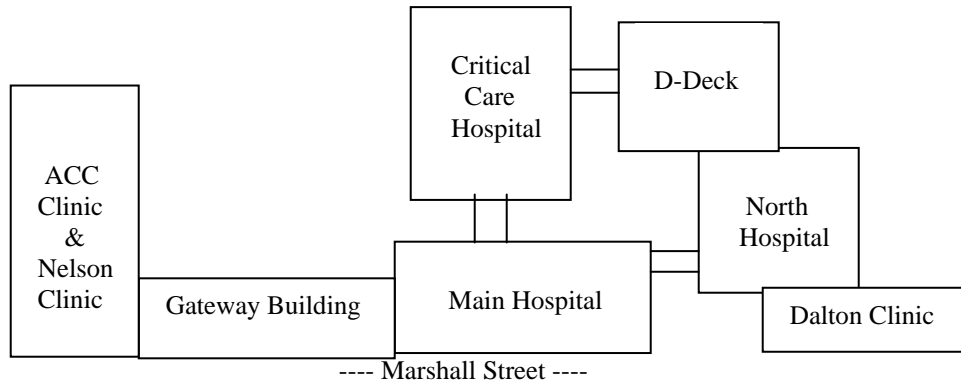 Critical
Care
Hospital
D-Deck
ACC
Clinic
&
Nelson
Clinic
North
Hospital
Gateway Building
Main Hospital
Dalton Clinic
---- Marshall Street ----